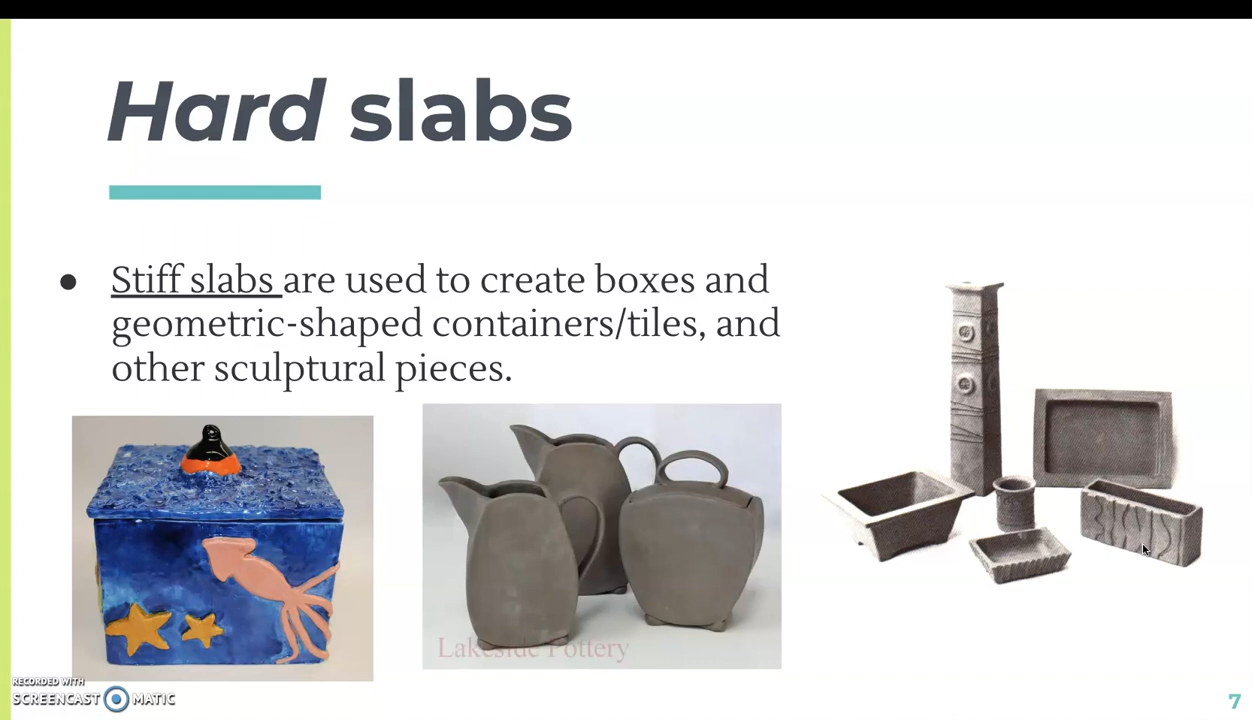 Hard slabs
● Stiff slabs are used to create boxes and
geometric-shaped containers/tiles, and
other sculptural pieces.
Lakeside Pottery
RECORDED WITH
SCREENCAST MATIC
7